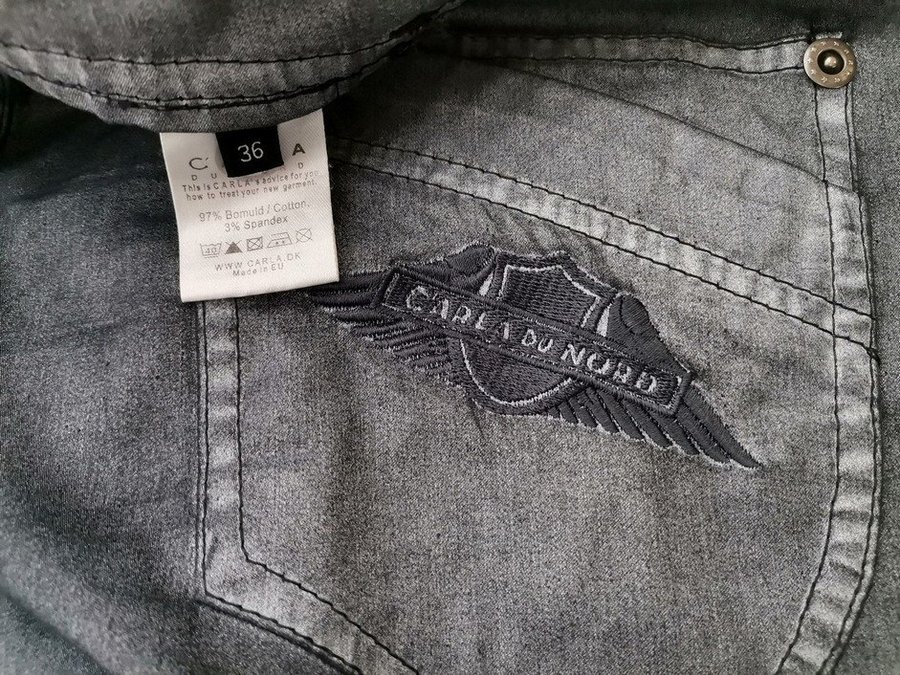 36
This is CARLA's advice for you
how to treat your new garment.
97% Bomuld / Cotton,
3% Spandex
40
WWW.CARLA.DK
Made in EU
CARLA DU NORD